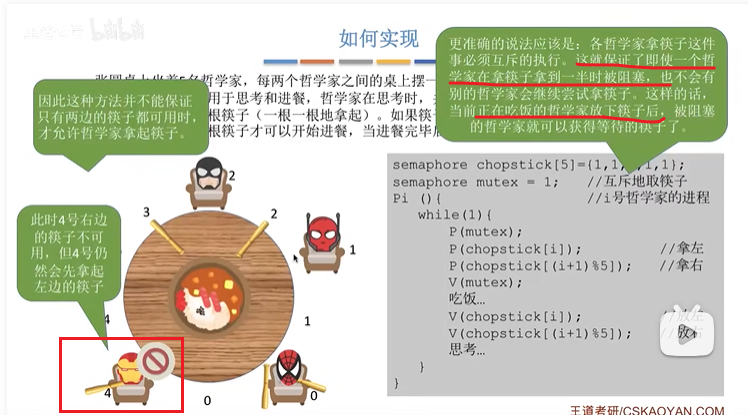 如何实现
更准确的说法应该是：各哲学家拿筷子这件
事必须互斥的执行。这就保证了即使一个哲
学家在拿筷子拿到一半时被阻塞，也不会有
别的哲学家会继续尝试拿筷子。这样的话，
当前正在吃饭的哲学家放下筷子后，被阻塞
的哲学家就可以获得等待的筷子了。
名哲学家，每两个哲学家之间的桌上摆一
用于思考和进餐，哲学家在思考时，
根筷子（一根一根地拿起）。如果筷
根筷子才可以开始进餐，当进餐完毕
因此这种方法并不能保证
只有两边的筷子都可用时，
才允许哲学家拿起筷子。
此时4号右边
的筷子不可
用，但4号仍
然会先拿起
左边的筷子
2
3
2
1
4
1
4
0
0
semaphore chopstick[5]={1,1,1,1,1};
semaphore mutex = 1; //互斥地取筷子
Pi (){ //i号哲学家的进程
while(1){
P(mutex);
P(chopstick[i]); //拿左
P(chopstick[(i+1)%5]); //拿右
V(mutex);
吃饭…
V(chopstick[i]);
V(chopstick[(i+1)%5]);
思考…
}
}
王道考研/CSKAOYAN.COM